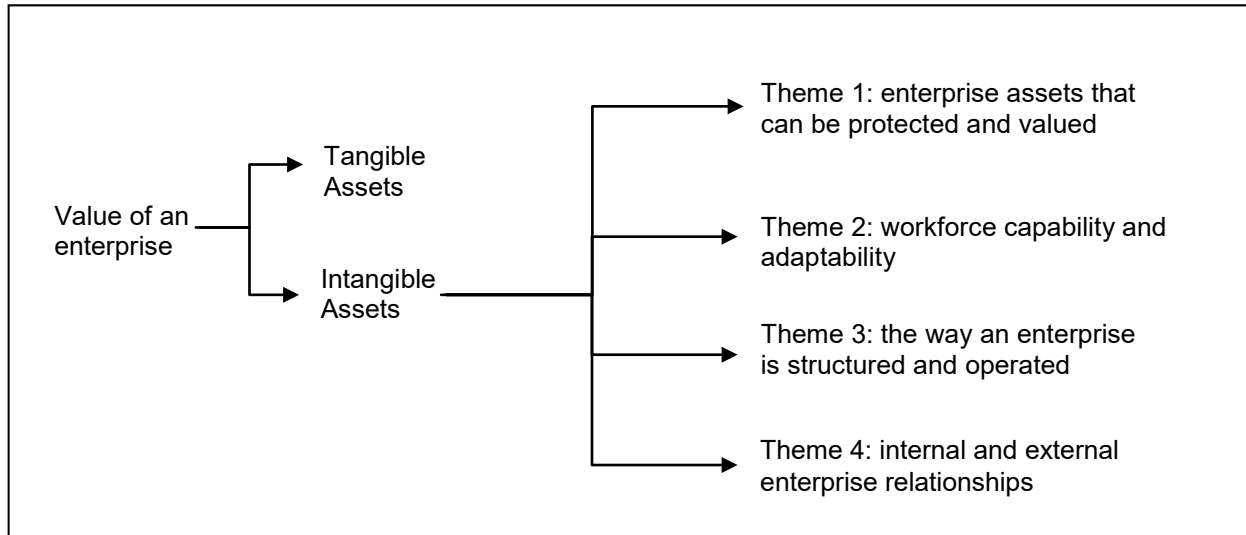 Value of an
enterprise
Tangible
Assets
Intangible
Assets
Theme 1: enterprise assets that
can be protected and valued
Theme 2: workforce capability and
adaptability
Theme 3: the way an enterprise
is structured and operated
Theme 4: internal and external
enterprise relationships